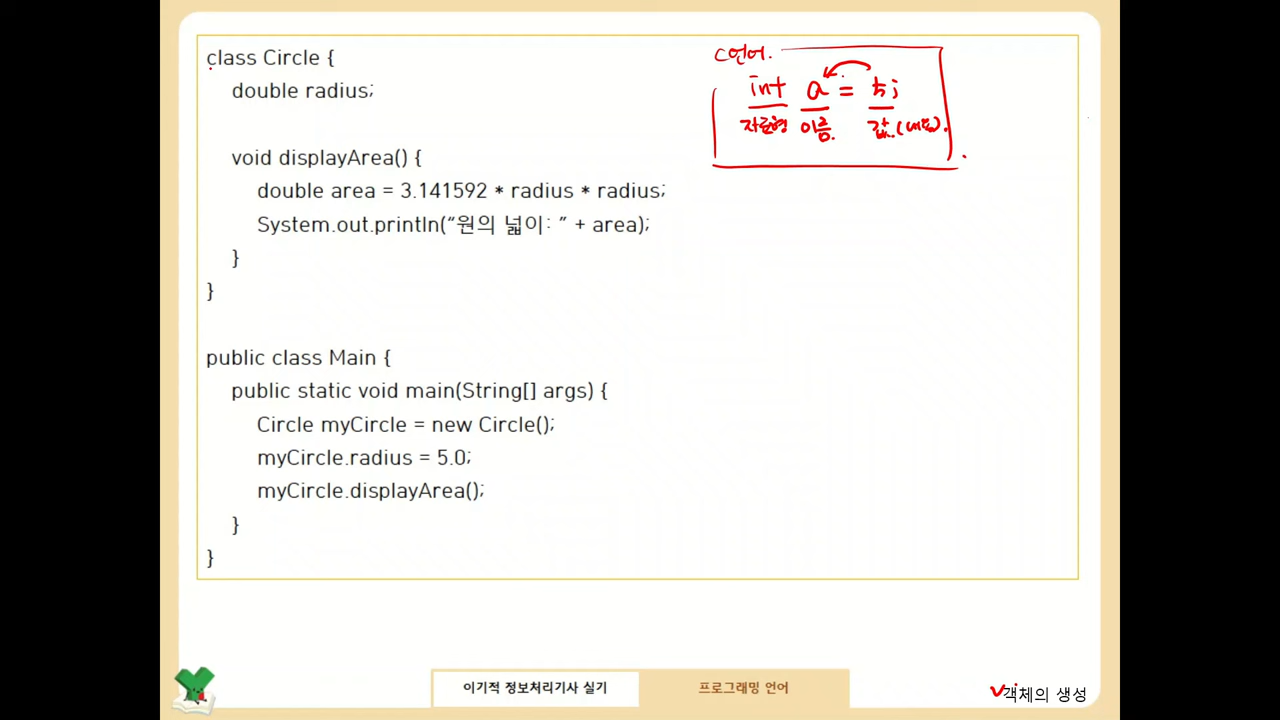 class Circle {
double radius;
void displayArea() {
double area = 3.141592 * radius * radius;
System.out.println(“원의 넓이: ” + area);
}
}
public class Main {
public static void main(String[] args) {
Circle myCircle = new Circle();
myCircle.radius = 5.0;
myCircle.displayArea();
}
}
C언어.
int a = 5;
자료형 이름. 값.(내용).
이기적 정보처리기사 실기
프로그래밍 언어
객체의 생성